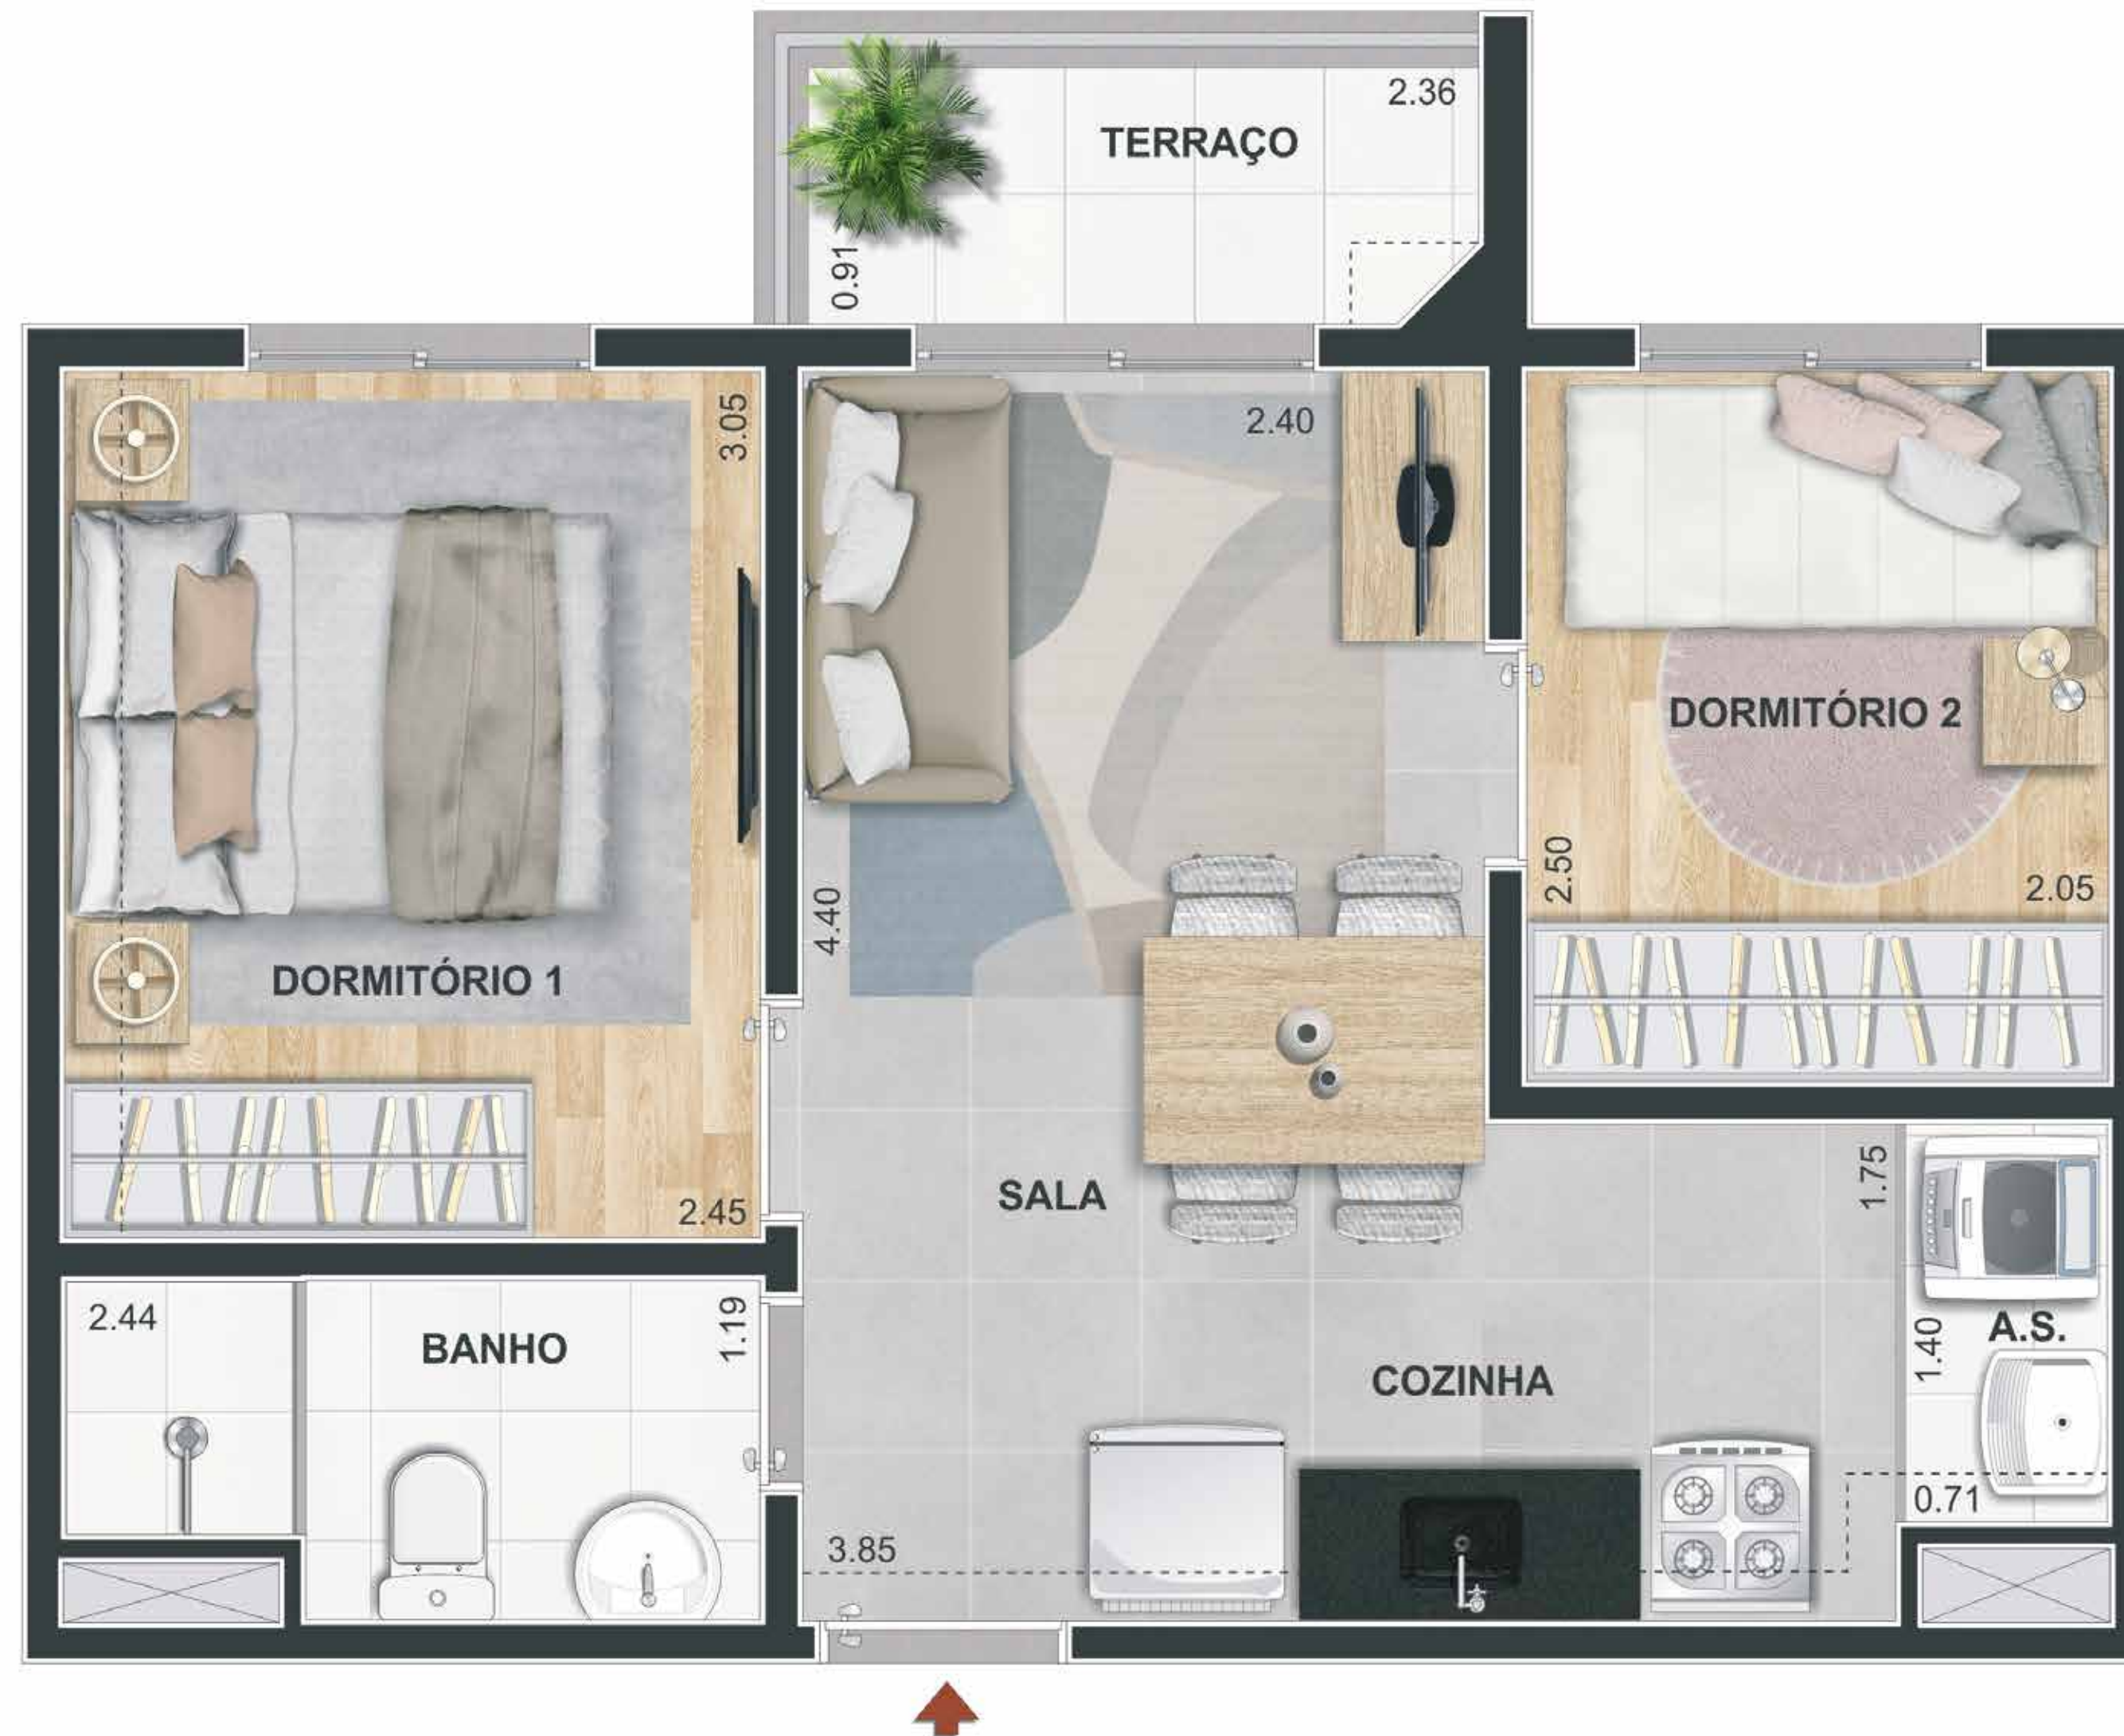 2.36
TERRAÇO
0.91
3.05
2.40
DORMITÓRIO 2
2.50
2.05
4.40
DORMITÓRIO 1
2.45
SALA
1.75
2.44
BANHO
1.19
COZINHA
1.40
A.S.
0.71
3.85